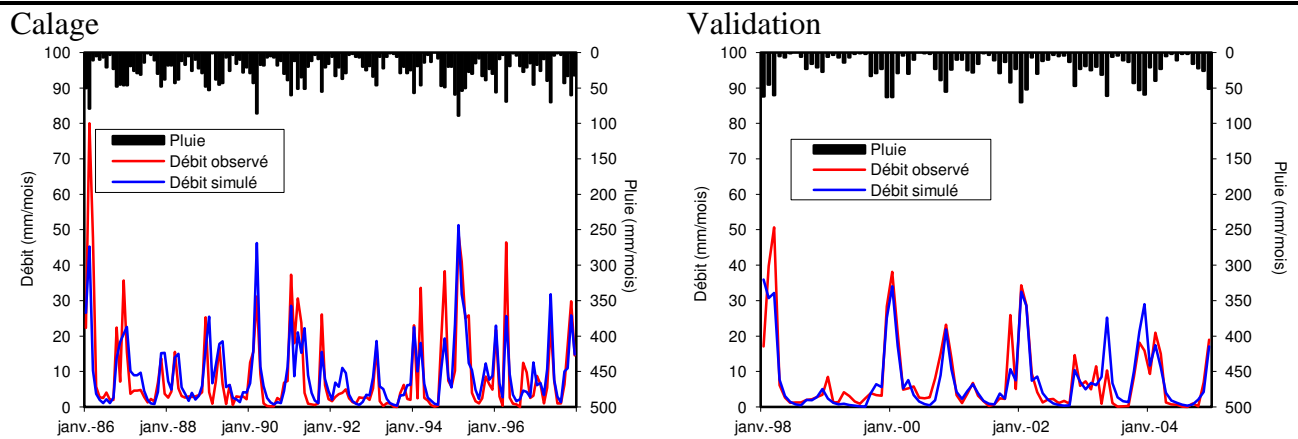 Calage
100
90
80
70
60
50
40
30
20
10
0
Débit (mm/mois)
0
50
100
150
200
250
300
350
400
450
500
Pluie (mm/mois)
Pluie
Débit observé
Débit simulé
janv.-86
janv.-88
janv.-90
janv.-92
janv.-94
janv.-96
Validation
100
90
80
70
60
50
40
30
20
10
0
Débit (mm/mois)
0
50
100
150
200
250
300
350
400
450
500
Pluie (mm/mois)
Pluie
Débit observé
Débit simulé
janv.-98
janv.-00
janv.-02
janv.-04